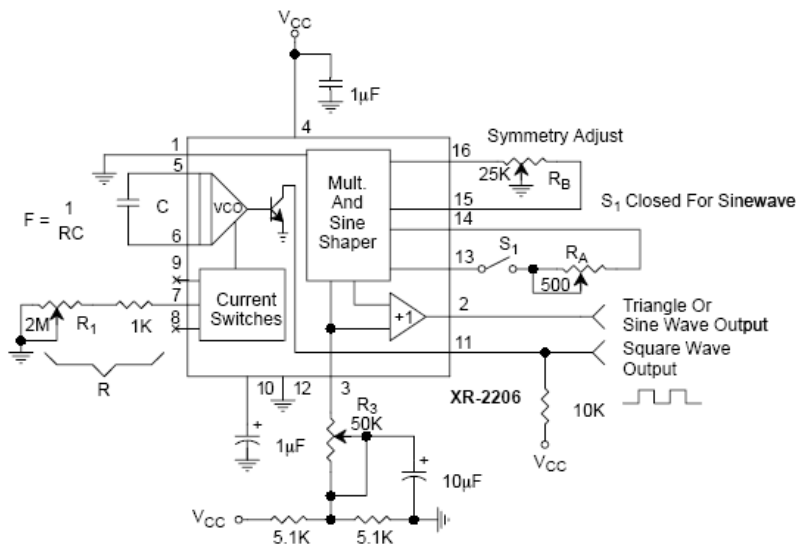 VCC
1μF
4
1
16
Symmetry Adjust
5
25K
RB
Mult.
And
Sine
Shaper
15
S1 Closed For Sinewave
C
VCO
14
F = 1
RC
6
13
S1
RA
500
9
7
8
Current
Switches
2M
R1
1K
+1
2
Triangle Or
Sine Wave Output
11
Square Wave
Output
R
10
12
3
XR-2206
10K
R3
50K
+
1μF
VCC
+
10μF
VCC
5.1K
5.1K